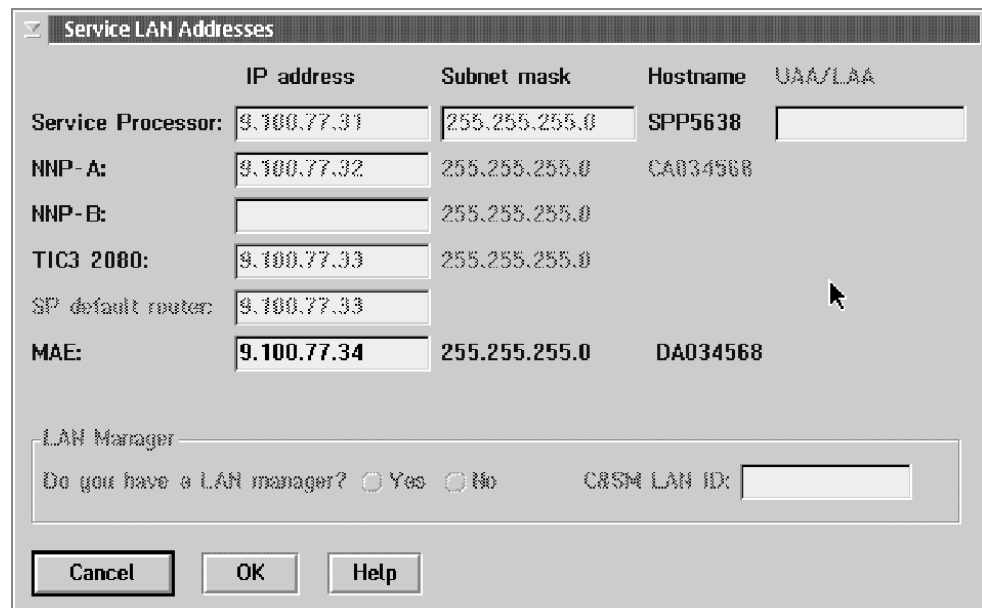 Service LAN Addresses
IP address Subnet mask Hostname UAA/LAA
Service Processor: 9.100.77.31 255.255.255.0 SPP5638
NNP-A: 9.100.77.32 255.255.255.0 CA034568
NNP-B: 255.255.255.0
TIC3 2080: 9.100.77.33 255.255.255.0
SP default router: 9.100.77.33
MAE: 9.100.77.34 255.255.255.0 DA034568
LAN Manager
Do you have a LAN manager? Yes No C&SM LAN ID:
Cancel OK Help